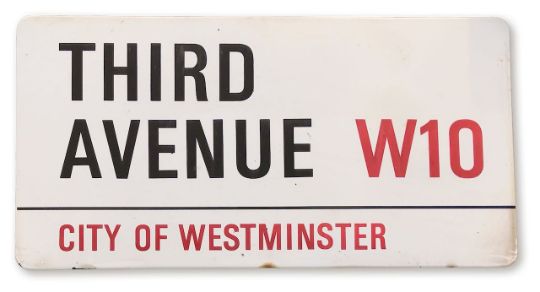 THIRD
AVENUE W10
CITY OF WESTMINSTER